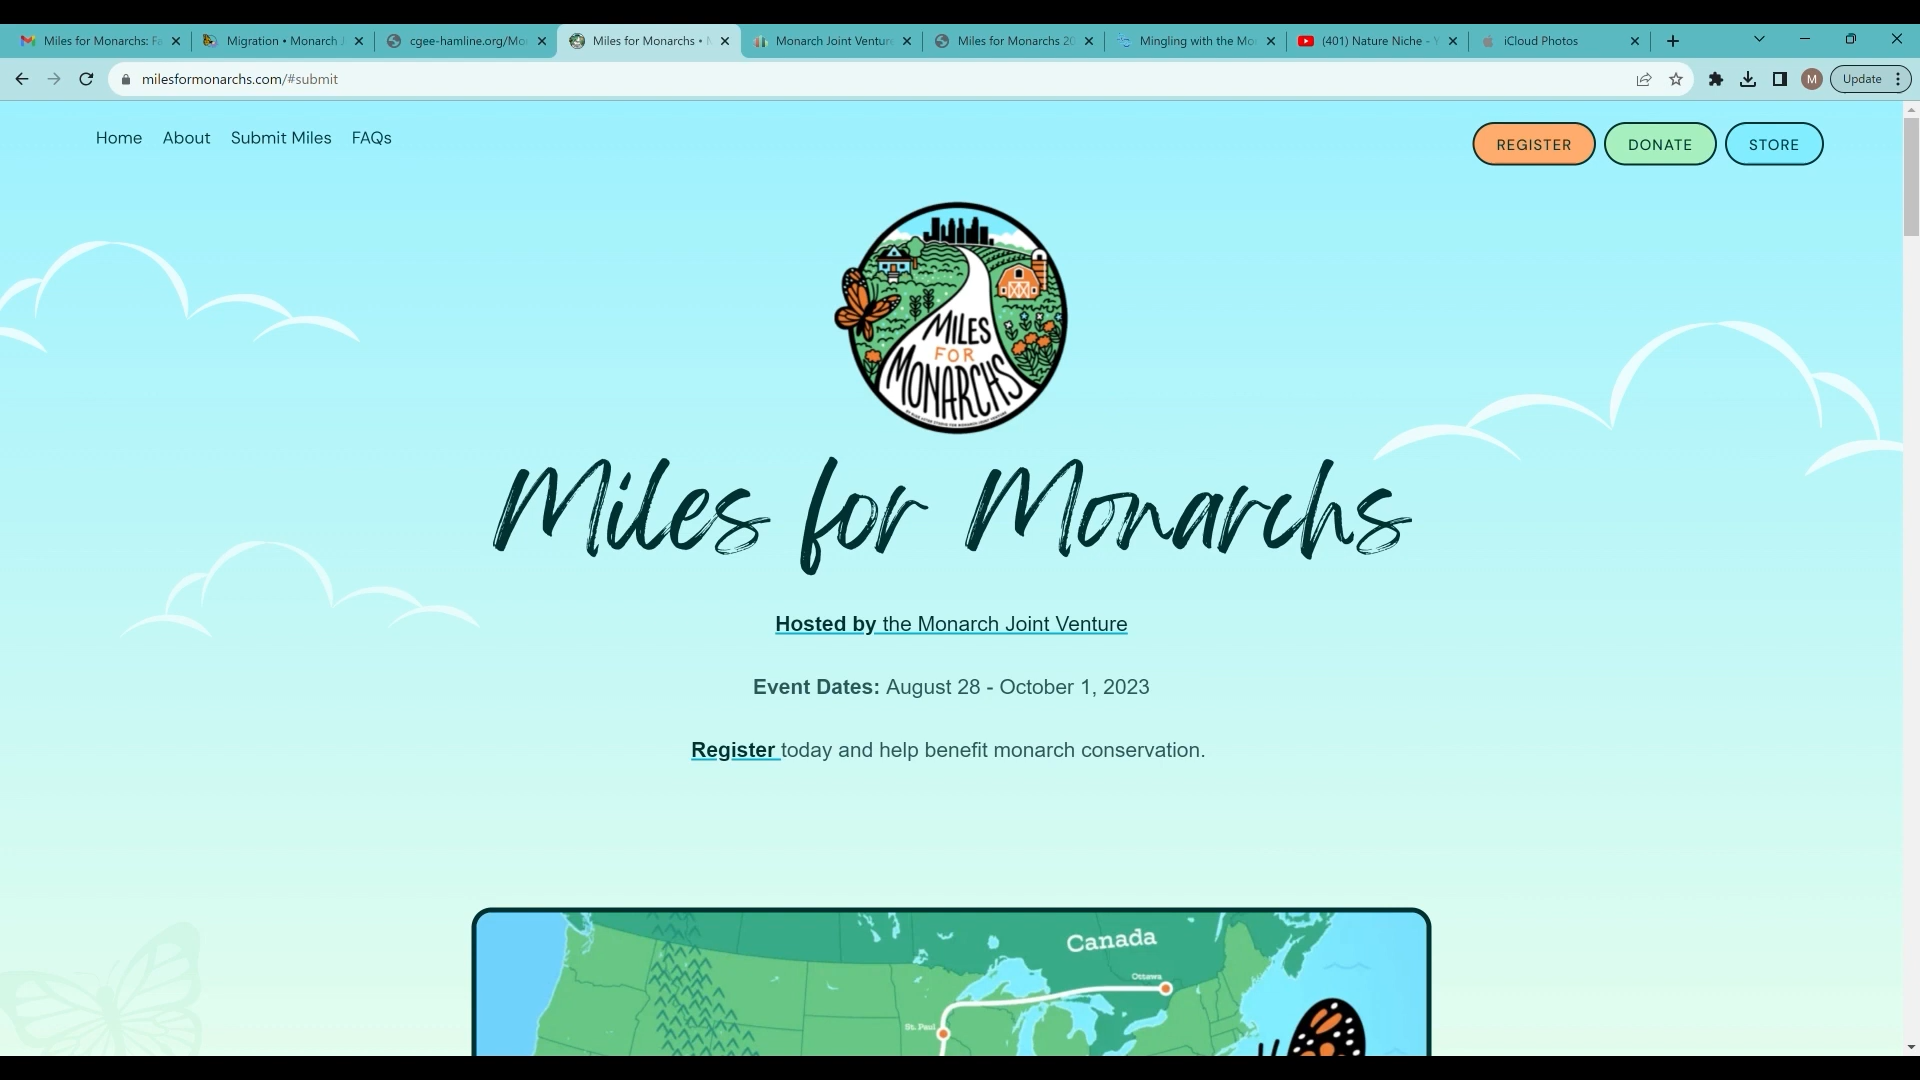 Miles for Monarchs: Fa
Migration • Monarch J
cgee-hamline.org/Mo
Miles for Monarchs •
Monarch Joint Venture
Miles for Monarchs 20
Mingling with the Mo
(401) Nature Niche - Y
iCloud Photos
milesformonarchs.com/#submit
M
Update
Home
About
Submit Miles
FAQs
REGISTER
DONATE
STORE
MILES
FOR
MONARCHS
Miles for Monarchs
Hosted by the Monarch Joint Venture
Event Dates: August 28 - October 1, 2023
Register today and help benefit monarch conservation.
Canada
Ottawa
St. Paul